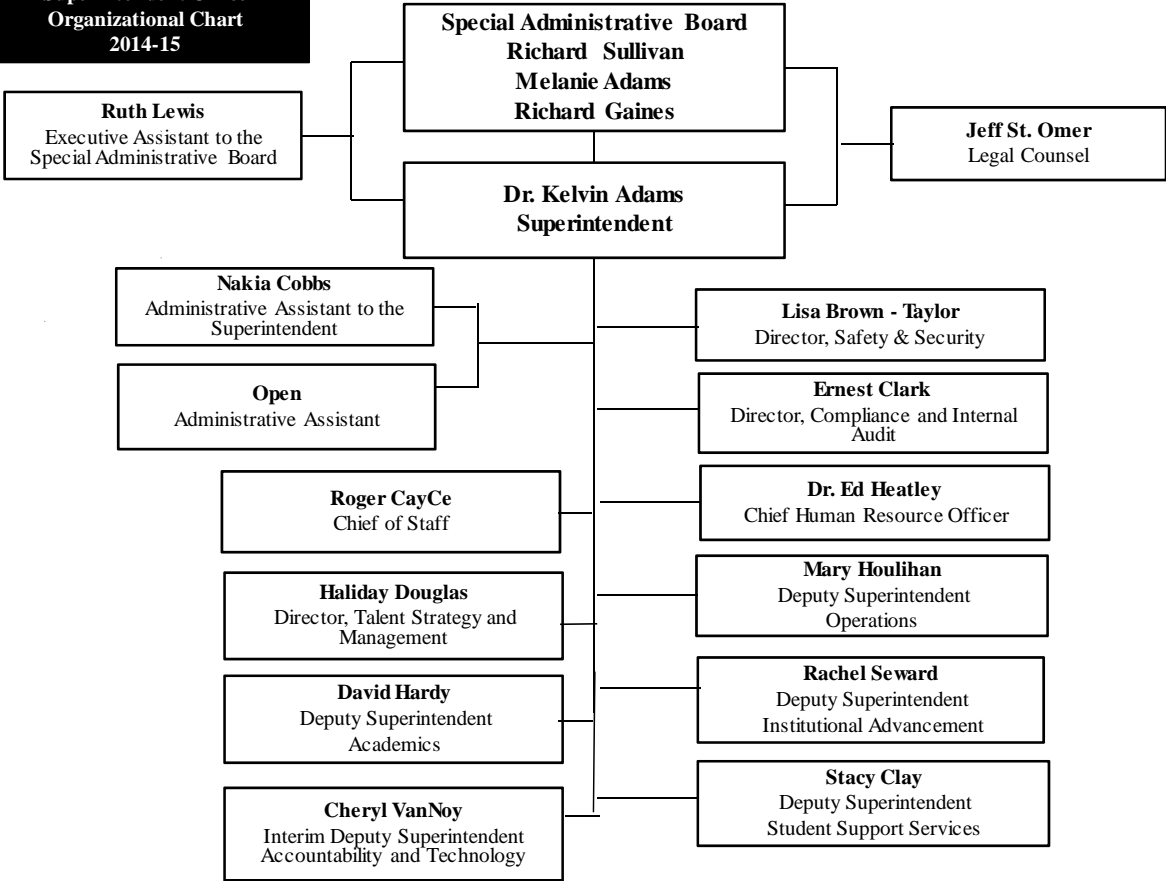 Organizational Chart
2014-15
Special Administrative Board
Richard Sullivan
Melanie Adams
Richard Gaines
Ruth Lewis
Executive Assistant to the
Special Administrative Board
Jeff St. Omer
Legal Counsel
Dr. Kelvin Adams
Superintendent
Nakia Cobbs
Administrative Assistant to the
Superintendent
Open
Administrative Assistant
Roger CayCe
Chief of Staff
Haliday Douglas
Director, Talent Strategy and
Management
David Hardy
Deputy Superintendent
Academics
Cheryl VanNoy
Interim Deputy Superintendent
Accountability and Technology
Lisa Brown - Taylor
Director, Safety & Security
Ernest Clark
Director, Compliance and Internal
Audit
Dr. Ed Heatley
Chief Human Resource Officer
Mary Houlihan
Deputy Superintendent
Operations
Rachel Seward
Deputy Superintendent
Institutional Advancement
Stacy Clay
Deputy Superintendent
Student Support Services